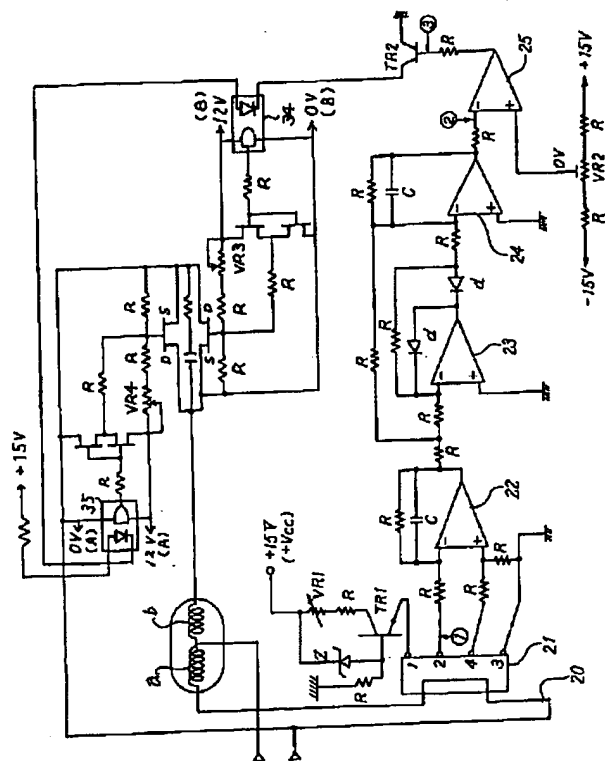 +15V
35
0V
(A)
12V
(A)
R
R
VR4
R
R
D
S
S
D
R
R
VR3
R
R
(B)
12V
34
0V
(B)
TR2
③
R
a
b
+15V
(+Vcc)
VR1
R
Z
R
TR1
1
2
4
3
21
20
①
R
R
R
R
C
22
R
R
R
R
d
d
23
R
R
C
24
②
R
25
0V
-15V
R
VR2
R
+15V